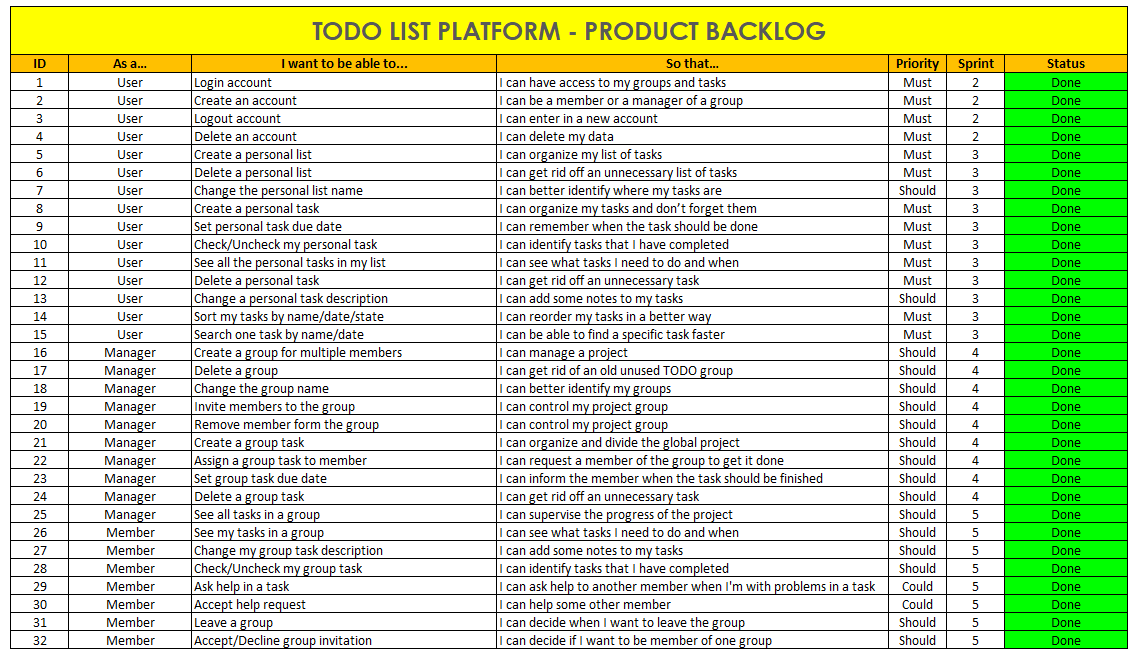 TODO LIST PLATFORM - PRODUCT BACKLOG
ID As a... I want to be able to... So that... Priority Sprint Status
1 User Login account I can have access to my groups and tasks Must 2 Done
2 User Create an account I can be a member or a manager of a group Must 2 Done
3 User Logout account I can enter in a new account Must 2 Done
4 User Delete an account I can delete my data Must 2 Done
5 User Create a personal list I can organize my list of tasks Must 3 Done
6 User Delete a personal list I can get rid off an unnecessary list of tasks Must 3 Done
7 User Change the personal list name I can better identify where my tasks are Should 3 Done
8 User Create a personal task I can organize my tasks and don't forget them Must 3 Done
9 User Set personal task due date I can remember when the task should be done Must 3 Done
10 User Check/Uncheck my personal task I can identify tasks that I have completed Must 3 Done
11 User See all the personal tasks in my list I can see what tasks I need to do and when Must 3 Done
12 User Delete a personal task I can get rid off an unnecessary task Must 3 Done
13 User Change a personal task description I can add some notes to my tasks Should 3 Done
14 User Sort my tasks by name/date/state I can reorder my tasks in a better way Must 3 Done
15 User Search one task by name/date I can be able to find a specific task faster Must 3 Done
16 Manager Create a group for multiple members I can manage a project Should 4 Done
17 Manager Delete a group I can get rid of an old unused TODO group Should 4 Done
18 Manager Change the group name I can better identify my groups Should 4 Done
19 Manager Invite members to the group I can control my project group Should 4 Done
20 Manager Remove member form the group I can control my project group Should 4 Done
21 Manager Create a group task I can organize and divide the global project Should 4 Done
22 Manager Assign a group task to member I can request a member of the group to get it done Should 4 Done
23 Manager Set group task due date I can inform the member when the task should be finished Should 4 Done
24 Manager Delete a group task I can get rid off an unnecessary task Should 4 Done
25 Manager See all tasks in a group I can supervise the progress of the project Should 5 Done
26 Member See my tasks in a group I can see what tasks I need to do and when Should 5 Done
27 Member Change my group task description I can add some notes to my tasks Should 5 Done
28 Member Check/Uncheck my group task I can identify tasks that I have completed Should 5 Done
29 Member Ask help in a task I can ask help to another member when I'm with problems in a task Could 5 Done
30 Member Accept help request I can help some other member Could 5 Done
31 Member Leave a group I can decide when I want to leave the group Should 5 Done
32 Member Accept/Decline group invitation I can decide if I want to be member of one group Should 5 Done